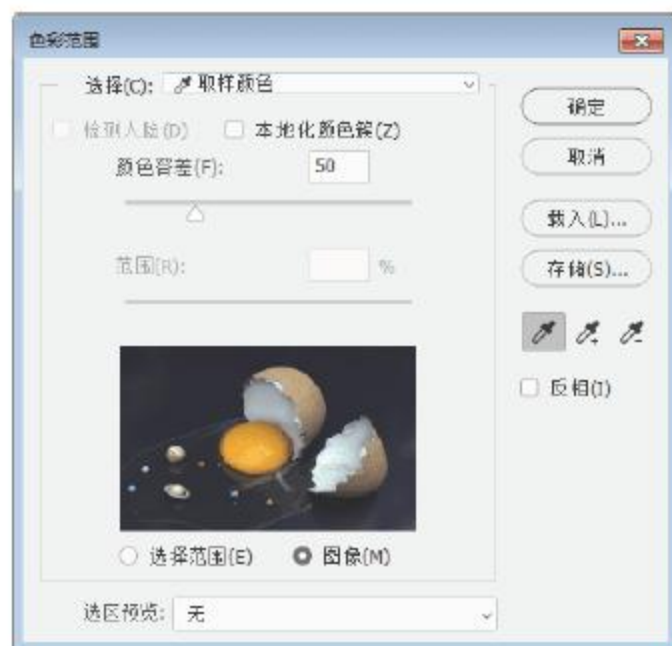 色彩范围
选择(C): 取样颜色
检测人脸(D) 本地化颜色簇(Z)
颜色容差(F): 50
范围(R): %
选择范围(E) 图像(M)
选区预览: 无
确定
取消
载入(L)...
存储(S)...
反相(I)